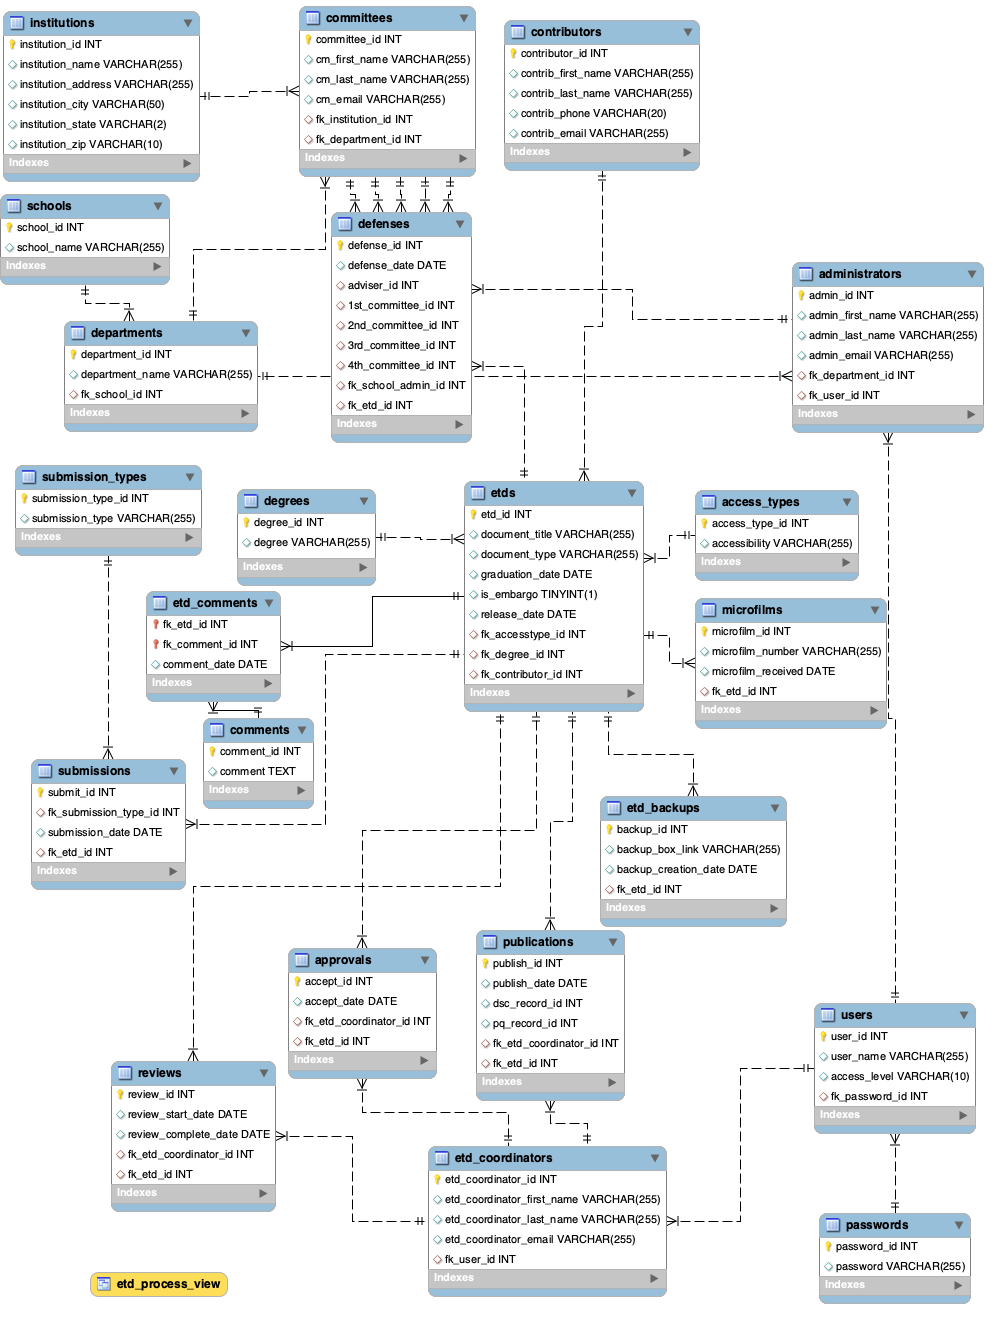 institutions
institution_id INT
institution_name VARCHAR(255)
institution_address VARCHAR(255)
institution_city VARCHAR(50)
institution_state VARCHAR(2)
institution_zip VARCHAR(10)
Indexes
committees
committee_id INT
cm_first_name VARCHAR(255)
cm_last_name VARCHAR(255)
cm_email VARCHAR(255)
fk_institution_id INT
fk_department_id INT
Indexes
contributors
contributor_id INT
contrib_first_name VARCHAR(255)
contrib_last_name VARCHAR(255)
contrib_phone VARCHAR(20)
contrib_email VARCHAR(255)
Indexes
schools
school_id INT
school_name VARCHAR(255)
Indexes
defenses
defense_id INT
defense_date DATE
adviser_id INT
1st_committee_id INT
2nd_committee_id INT
3rd_committee_id INT
4th_committee_id INT
fk_school_admin_id INT
fk_etd_id INT
Indexes
administrators
admin_id INT
admin_first_name VARCHAR(255)
admin_last_name VARCHAR(255)
admin_email VARCHAR(255)
fk_department_id INT
fk_user_id INT
Indexes
departments
department_id INT
department_name VARCHAR(255)
fk_school_id INT
Indexes
submission_types
submission_type_id INT
submission_type VARCHAR(255)
Indexes
degrees
degree_id INT
degree VARCHAR(255)
Indexes
etds
etd_id INT
document_title VARCHAR(255)
document_type VARCHAR(255)
graduation_date DATE
is_embargo TINYINT(1)
release_date DATE
fk_accesstype_id INT
fk_degree_id INT
fk_contributor_id INT
Indexes
access_types
access_type_id INT
accessibility VARCHAR(255)
Indexes
etd_comments
fk_etd_id INT
fk_comment_id INT
comment_date DATE
Indexes
microfilms
microfilm_id INT
microfilm_number VARCHAR(255)
microfilm_received DATE
fk_etd_id INT
Indexes
comments
comment_id INT
comment TEXT
Indexes
submissions
submit_id INT
fk_submission_type_id INT
submission_date DATE
fk_etd_id INT
Indexes
etd_backups
backup_id INT
backup_box_link VARCHAR(255)
backup_creation_date DATE
fk_etd_id INT
Indexes
approvals
accept_id INT
accept_date DATE
fk_etd_coordinator_id INT
fk_etd_id INT
Indexes
publications
publish_id INT
publish_date DATE
dsc_record_id INT
pq_record_id INT
fk_etd_coordinator_id INT
fk_etd_id INT
Indexes
users
user_id INT
user_name VARCHAR(255)
access_level VARCHAR(10)
fk_password_id INT
Indexes
reviews
review_id INT
review_start_date DATE
review_complete_date DATE
fk_etd_coordinator_id INT
fk_etd_id INT
Indexes
etd_coordinators
etd_coordinator_id INT
etd_coordinator_first_name VARCHAR(255)
etd_coordinator_last_name VARCHAR(255)
etd_coordinator_email VARCHAR(255)
fk_user_id INT
Indexes
passwords
password_id INT
password VARCHAR(255)
Indexes
etd_process_view